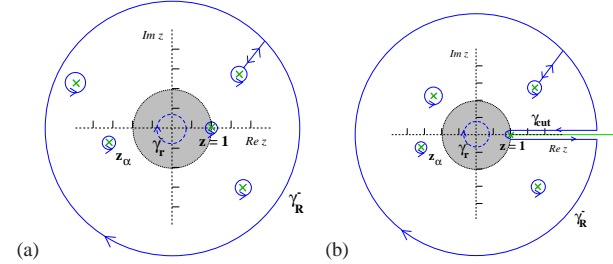 Im z
z = 1
Re z
z_α
γ_r
γ_R^-
(a)
Im z
γ_cut
z = 1
Re z
z_α
γ_r
γ_R^-
(b)